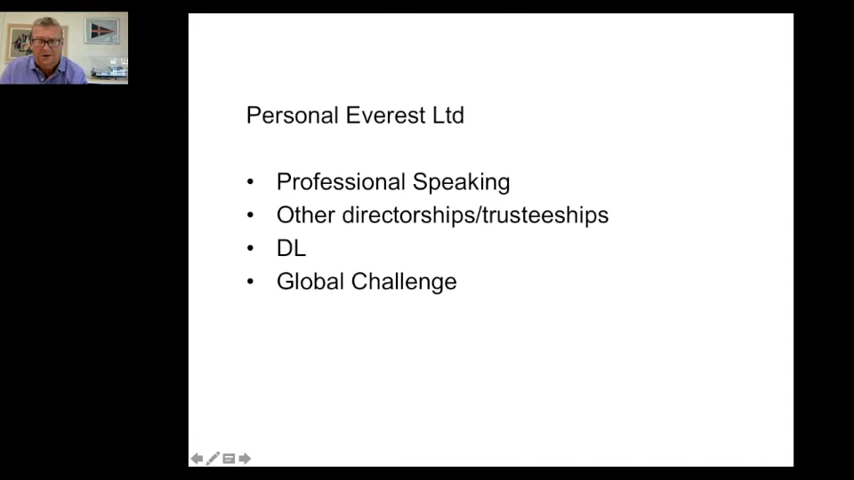 Personal Everest Ltd
• Professional Speaking
• Other directorships/trusteeships
• DL
• Global Challenge